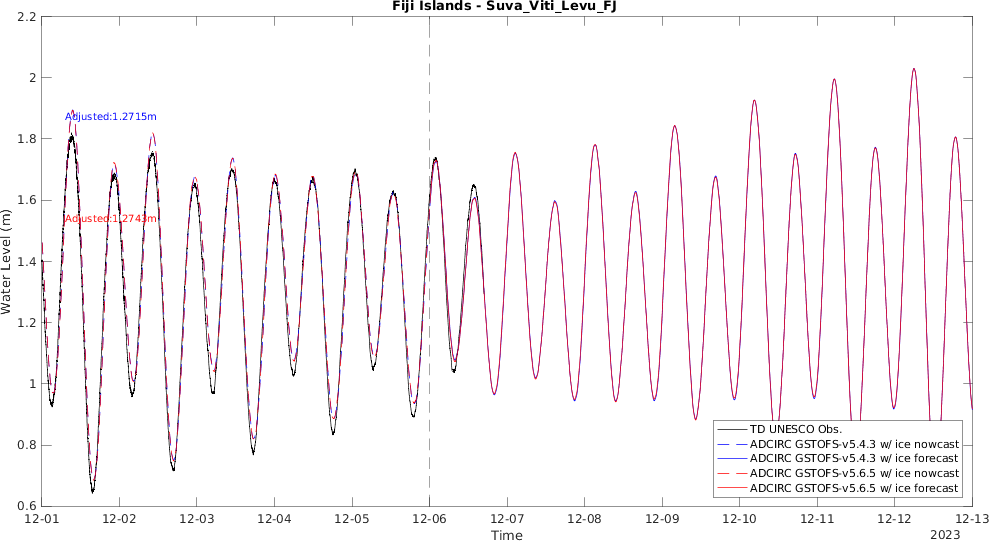 Fiji Islands - Suva_Viti_Levu_FJ
2.2
2
1.8
1.6
1.4
1.2
1
0.8
0.6
Water Level (m)
Adjusted:1.2715m
Adjusted:1.2743m
TD UNESCO Obs.
ADCIRC GSTOFS-v5.4.3 w/ ice nowcast
ADCIRC GSTOFS-v5.4.3 w/ ice forecast
ADCIRC GSTOFS-v5.6.5 w/ ice nowcast
ADCIRC GSTOFS-v5.6.5 w/ ice forecast
12-01 12-02 12-03 12-04 12-05 12-06 12-07 12-08 12-09 12-10 12-11 12-12 12-13
Time
2023